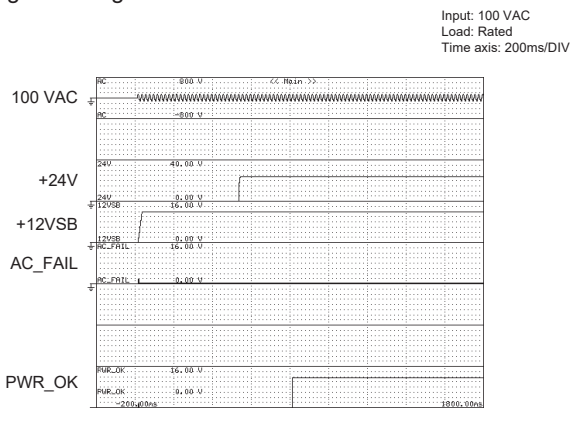 Input: 100 VAC
Load: Rated
Time axis: 200ms/DIV
AC 800 V << Main >>
100 VAC
AC -800 V
24V 40.00 V
+24V
24V 0.00 V
12VSB 16.00 V
+12VSB
12VSB 0.00 V
AC_FAIL 16.00 V
AC_FAIL
AC_FAIL 0.00 V
PWR_OK 16.00 V
PWR_OK
PWR_OK 0.00 V
-200.00ms 1800.00ms